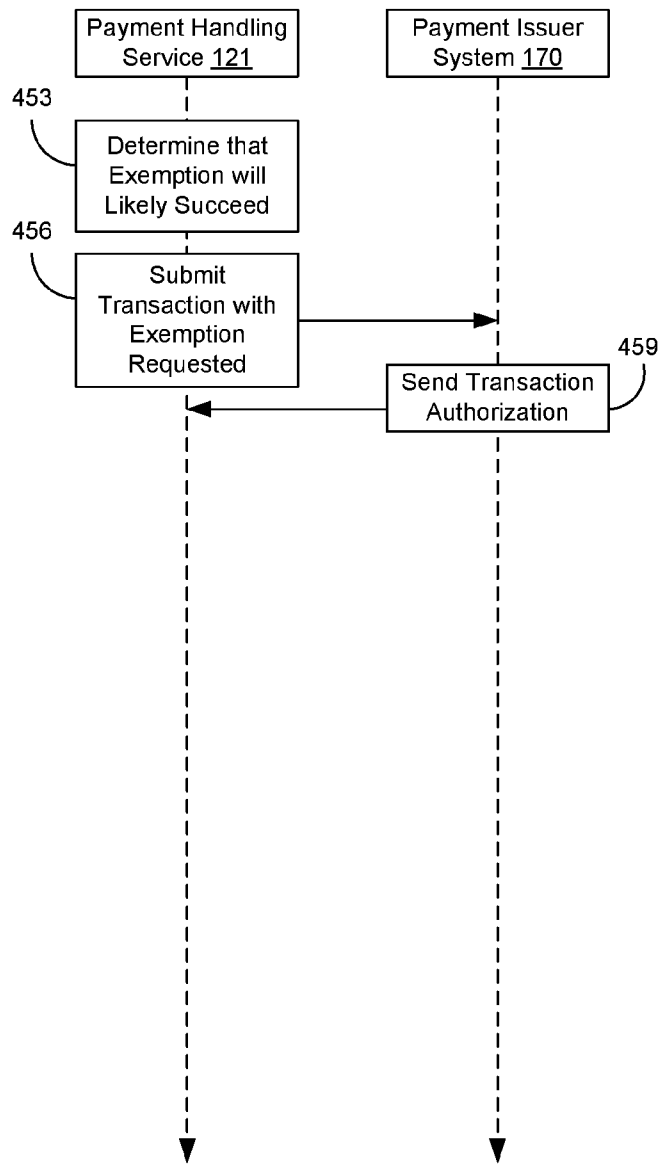 Payment Handling
Service 121
Payment Issuer
System 170
453
Determine that
Exemption will
Likely Succeed
456
Submit
Transaction with
Exemption
Requested
459
Send Transaction
Authorization